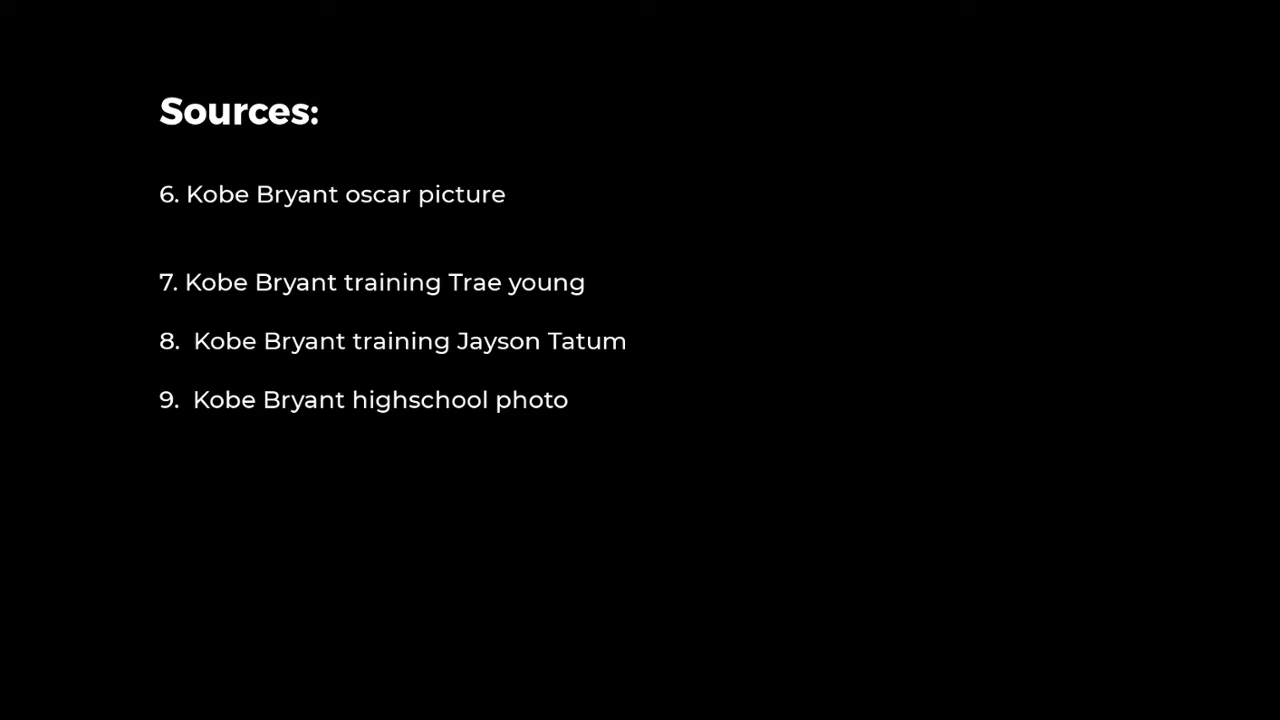 Sources:
6. Kobe Bryant oscar picture
7. Kobe Bryant training Trae young
8.  Kobe Bryant training Jayson Tatum
9.  Kobe Bryant highschool photo